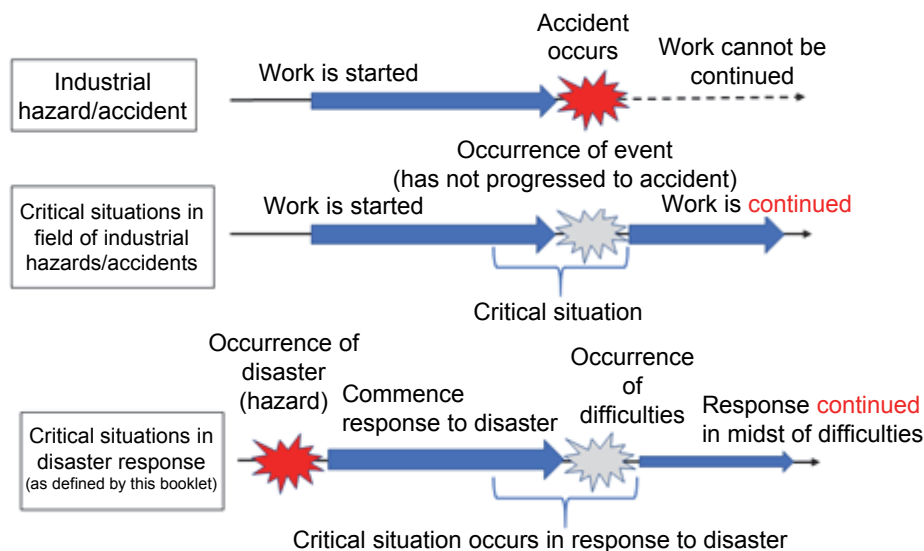 Industrial
hazard/accident
Work is started
Accident
occurs
Work cannot be
continued
Critical situations in
field of industrial
hazards/accidents
Work is started
Occurrence of event
(has not progressed to accident)
Work is continued
Critical situation
Critical situations in
disaster response
(as defined by this booklet)
Occurrence of
disaster
(hazard)
Commence
response to disaster
Occurrence
of
difficulties
Response continued
in midst of difficulties
Critical situation occurs in response to disaster